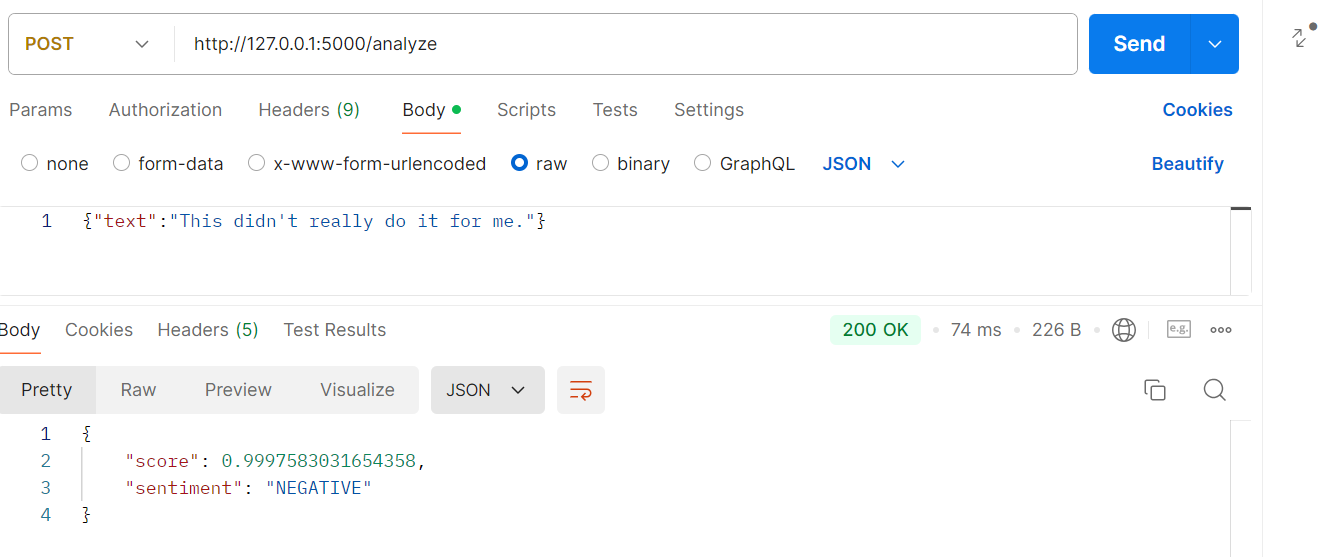 POST http://127.0.0.1:5000/analyze Send
Params Authorization Headers (9) Body Scripts Tests Settings Cookies
none form-data x-www-form-urlencoded raw binary GraphQL JSON Beautify
1 {"text":"This didn't really do it for me."}
Body Cookies Headers (5) Test Results 200 OK 74 ms 226 B e.g.
Pretty Raw Preview Visualize JSON
1 {
2 "score": 0.9997583031654358,
3 "sentiment": "NEGATIVE"
4 }